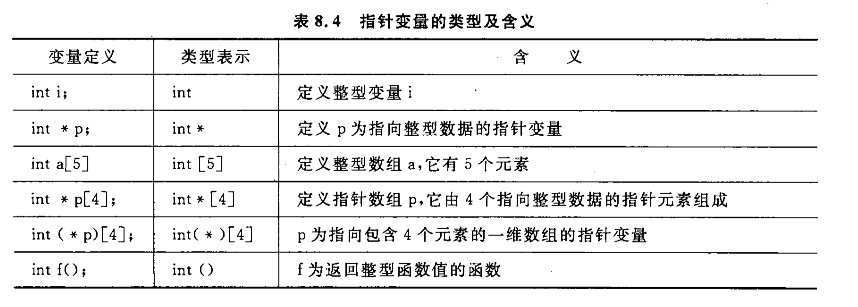 表 8.4 指针变量的类型及含义
变量定义 类型表示 含 义
int i; int 定义整型变量 i
int * p; int * 定义 p 为指向整型数据的指针变量
int a[5] int [5] 定义整型数组 a,它有 5 个元素
int * p[4]; int * [4] 定义指针数组 p,它由 4 个指向整型数据的指针元素组成
int ( * p)[4]; int( * )[4] p 为指向包含 4 个元素的一维数组的指针变量
int f(); int () f 为返回整型函数值的函数